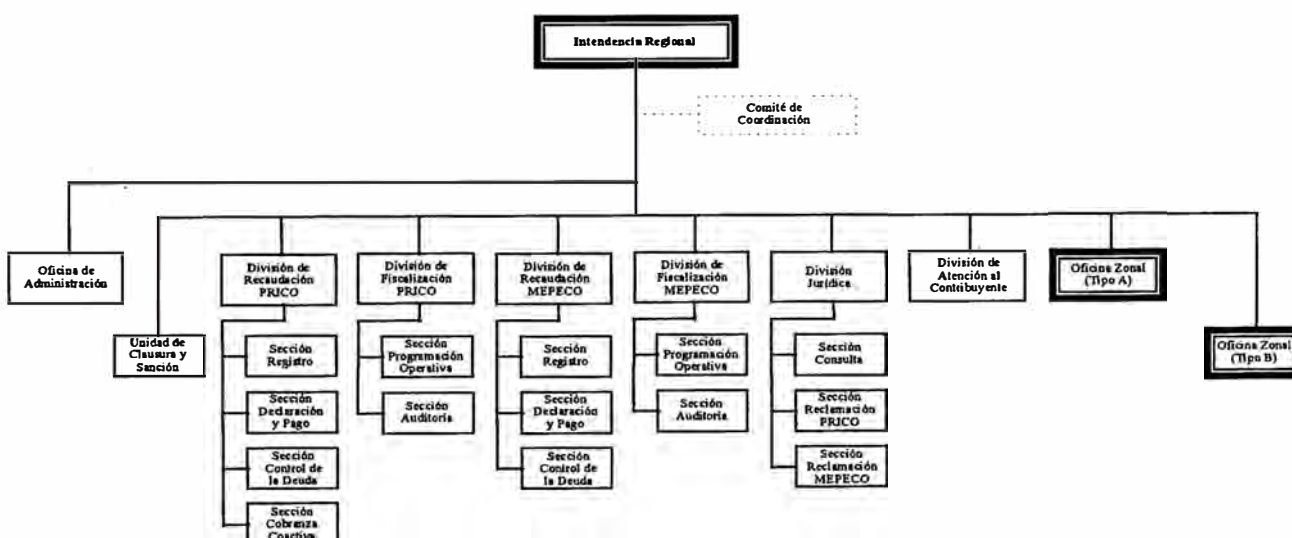 Intendencia Regional
Comité de
Coordinación
Oficina de
Administración
Unidad de
Clausura y
Sanción
División de
Recaudación
PRICO
Sección
Registro
Sección
Declaración
y Pago
Sección
Control de
la Deuda
Sección
Cobranza
Coactiva
División de
Fiscalización
PRICO
Sección
Programación
Operativa
Sección
Auditoría
División de
Recaudación
MEPECO
Sección
Registro
Sección
Declaración
y Pago
Sección
Control de
la Deuda
División de
Fiscalización
MEPECO
Sección
Programación
Operativa
Sección
Auditoría
División
Jurídica
Sección
Consulta
Sección
Reclamación
PRICO
Sección
Reclamación
MEPECO
División de
Atención al
Contribuyente
Oficina Zonal
(Tipo A)
Oficina Zonal
(Tipo B)